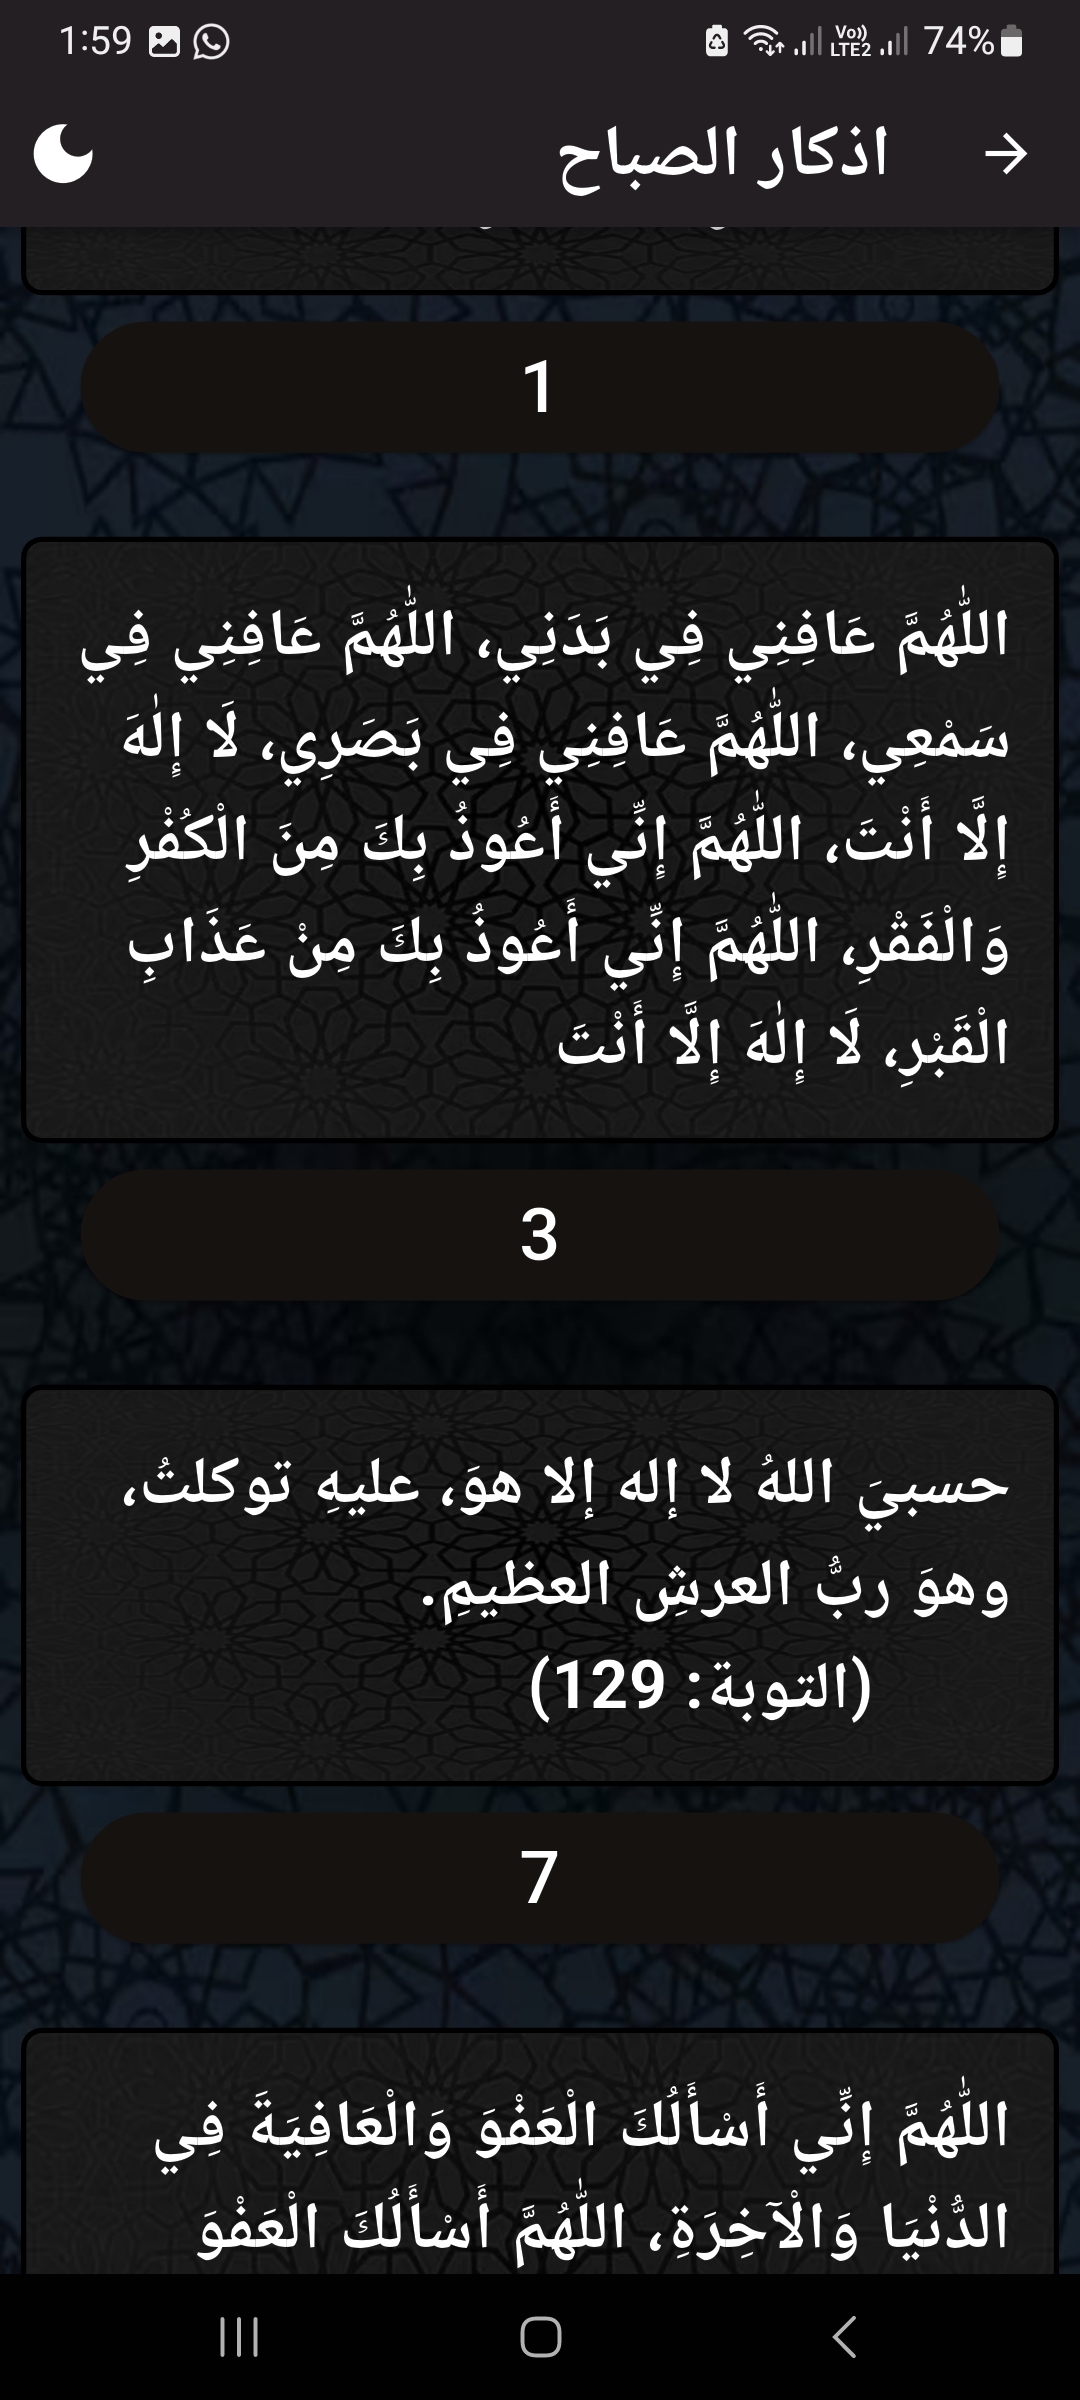 1:59
Vo))
LTE2
74%
اذكار الصباح
1
اللّٰهُمَّ عَافِنِي فِي بَدَنِي، اللّٰهُمَّ عَافِنِي فِي
سَمْعِي، اللّٰهُمَّ عَافِنِي فِي بَصَرِي، لَا إِلٰهَ
إِلَّا أَنْتَ، اللّٰهُمَّ إِنِّي أَعُوذُ بِكَ مِنَ الْكُفْرِ
وَالْفَقْرِ، اللّٰهُمَّ إِنِّي أَعُوذُ بِكَ مِنْ عَذَابِ
الْقَبْرِ، لَا إِلٰهَ إِلَّا أَنْتَ
3
حسبيَ اللهُ لا إله إلا هوَ، عليهِ توكلتُ،
وهوَ ربُّ العرشِ العظيمِ.
(التوبة: 129)
7
اللّٰهُمَّ إِنِّي أَسْأَلُكَ الْعَفْوَ وَالْعَافِيَةَ فِي
الدُّنْيَا وَالْآخِرَةِ، اللّٰهُمَّ أَسْأَلُكَ الْعَفْوَ